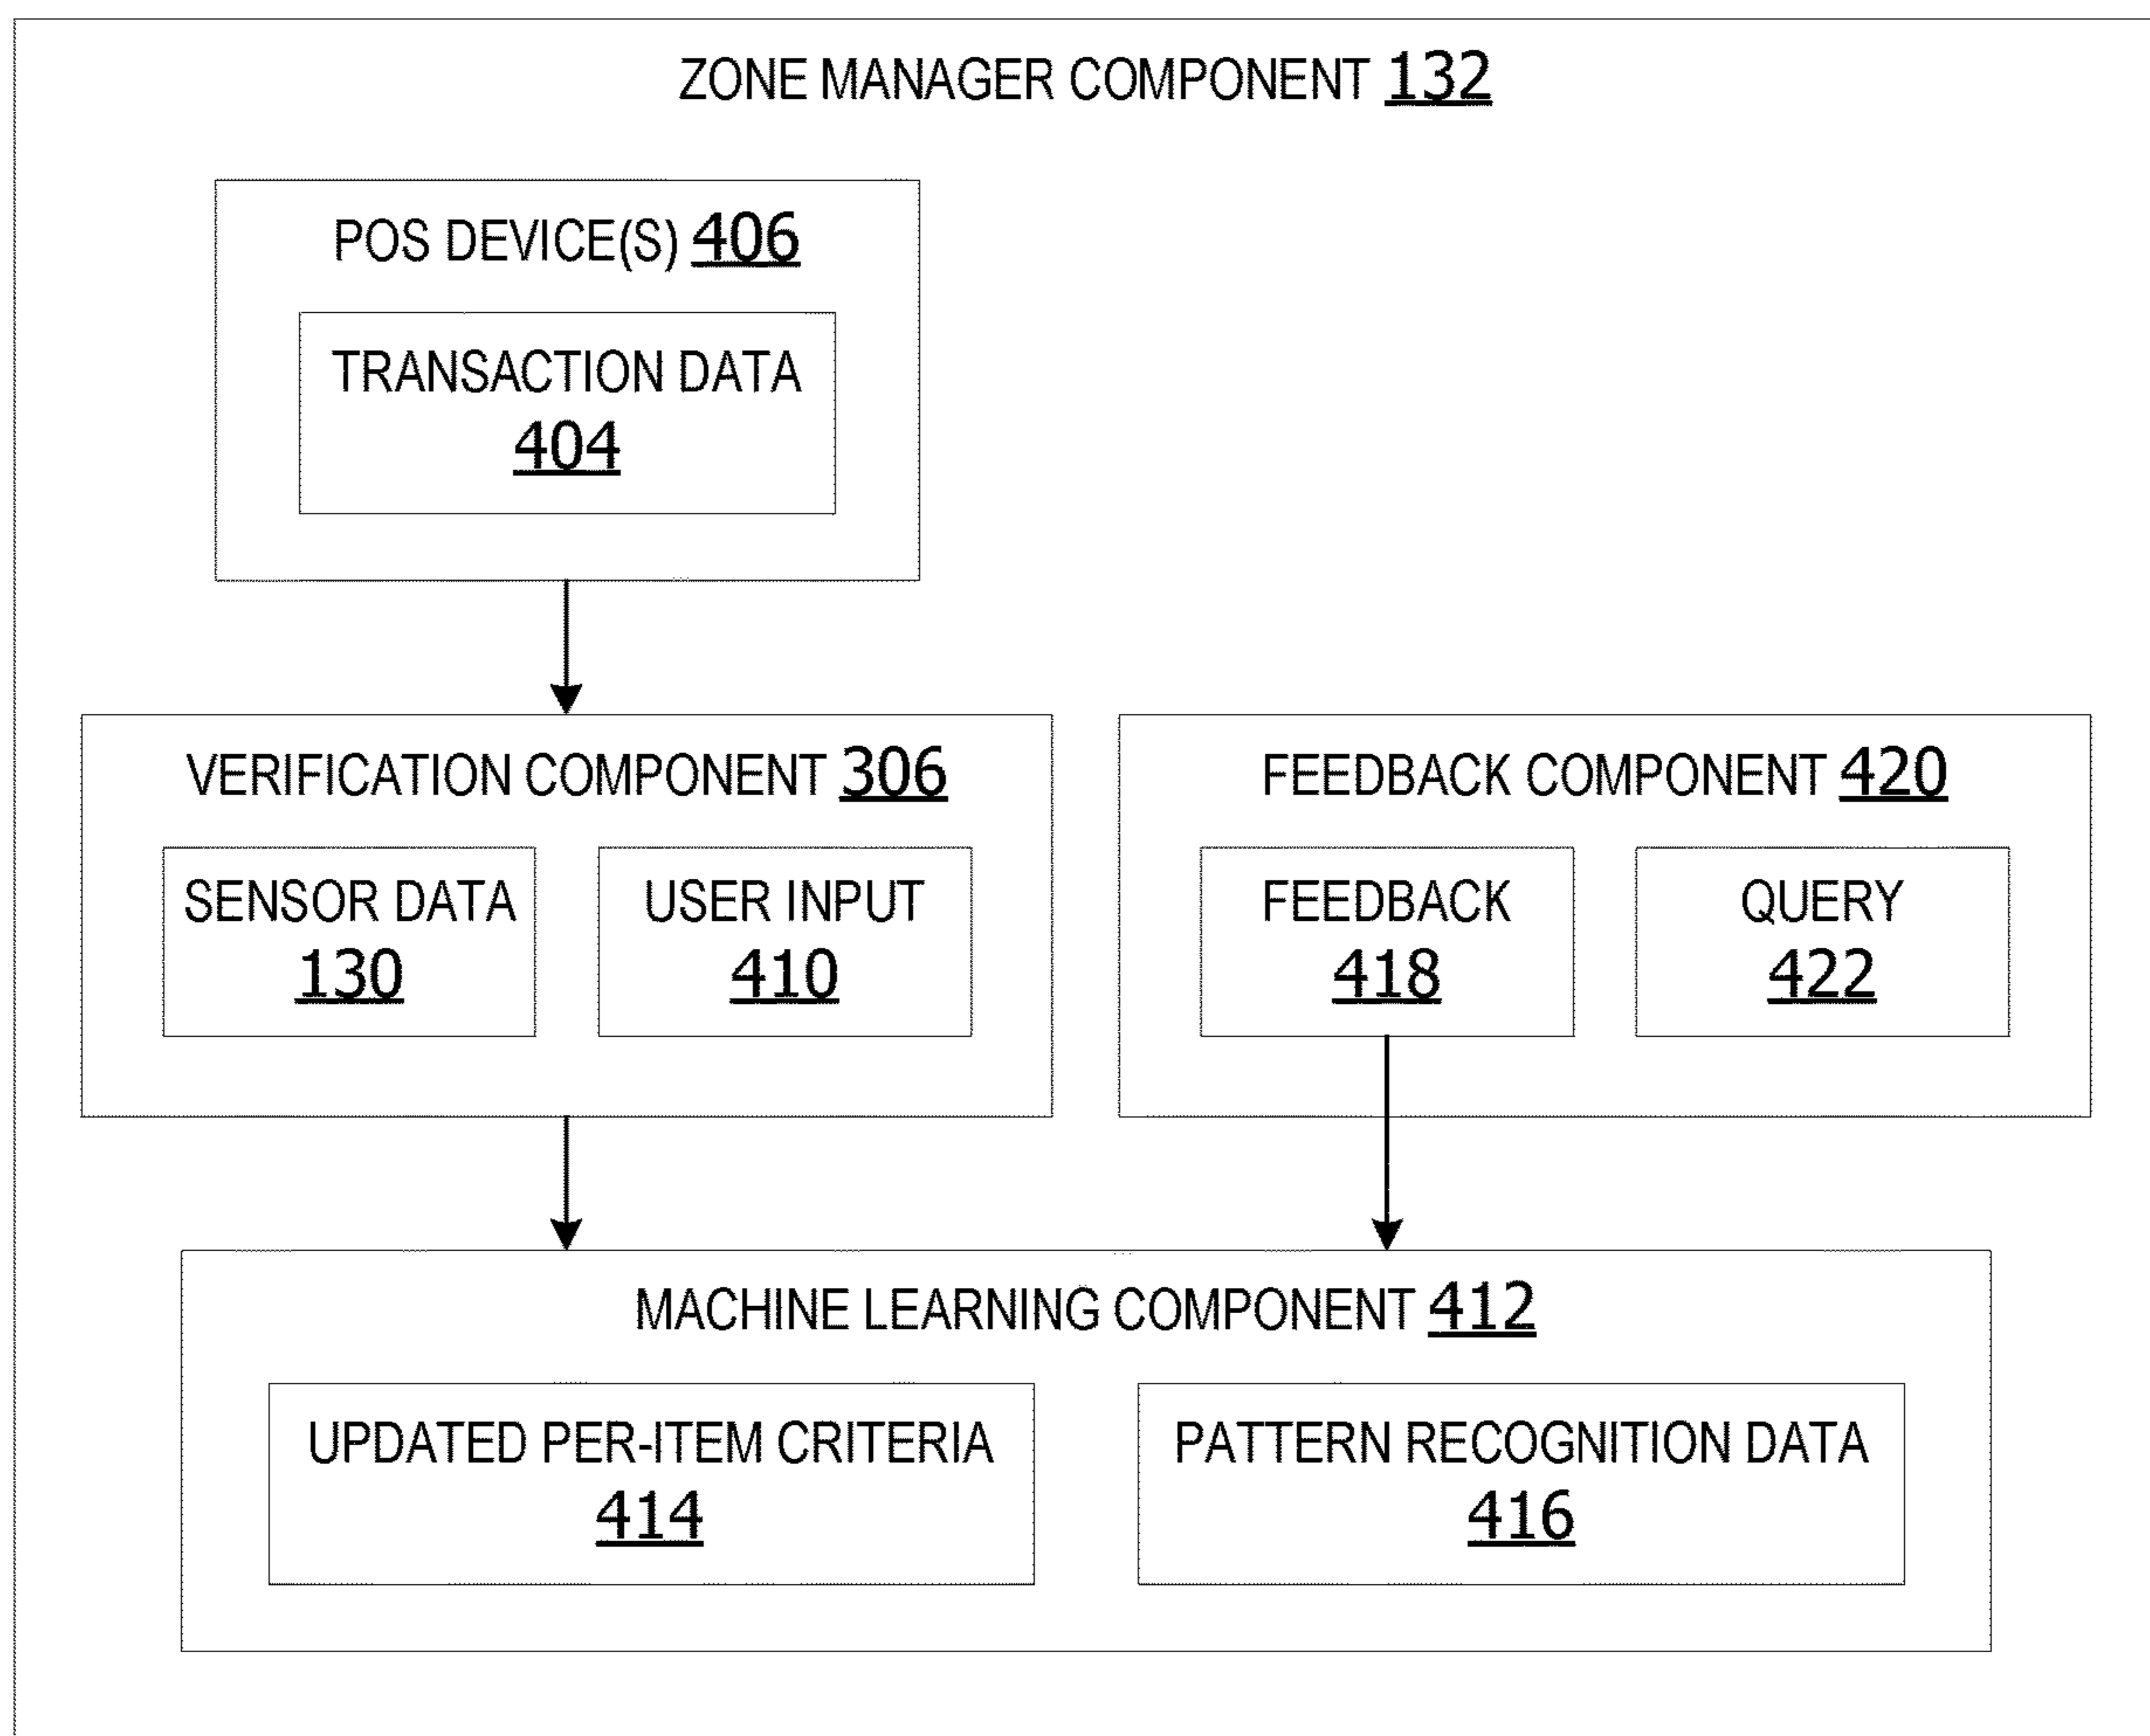 ZONE MANAGER COMPONENT 132
POS DEVICE(S) 406
TRANSACTION DATA
404
VERIFICATION COMPONENT 306
SENSOR DATA
130
USER INPUT
410
FEEDBACK COMPONENT 420
FEEDBACK
418
QUERY
422
MACHINE LEARNING COMPONENT 412
UPDATED PER-ITEM CRITERIA
414
PATTERN RECOGNITION DATA
416